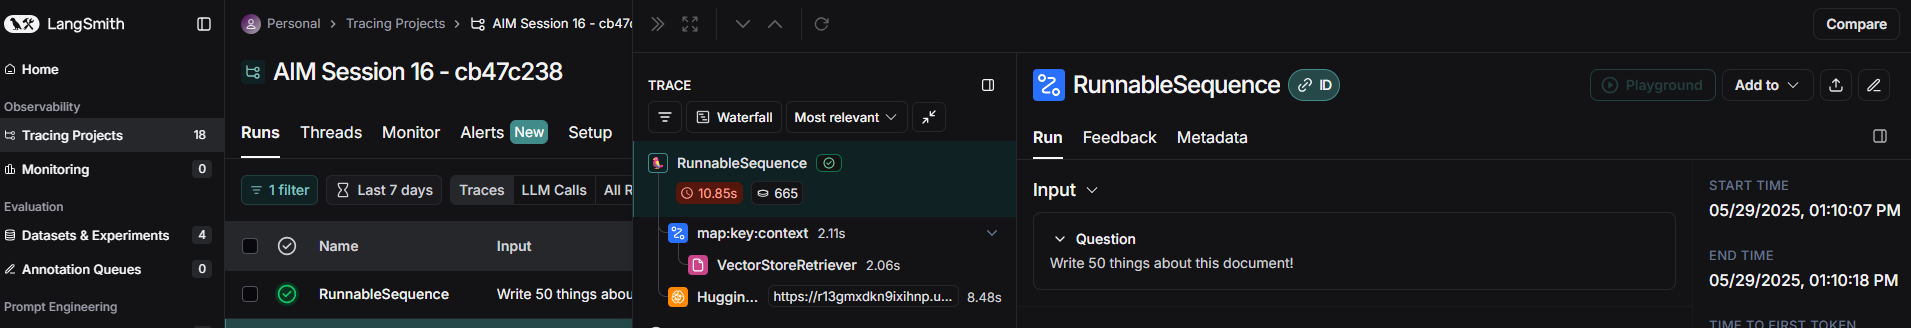 LangSmith
Home
Observability
Tracing Projects 18
Monitoring 0
Evaluation
Datasets & Experiments 4
Annotation Queues 0
Prompt Engineering
Personal > Tracing Projects > AIM Session 16 - cb47c
AIM Session 16 - cb47c238
Runs Threads Monitor Alerts New Setup
1 filter Last 7 days Traces LLM Calls All R
Name Input
RunnableSequence Write 50 things abou
TRACE
Waterfall Most relevant
RunnableSequence
10.85s 665
map:key:context 2.11s
VectorStoreRetriever 2.06s
Huggin... https://r13gmxdkn9ixihnp.u... 8.48s
Compare
RunnableSequence ID
Playground Add to
Run Feedback Metadata
Input
Question
Write 50 things about this document!
START TIME
05/29/2025, 01:10:07 PM
END TIME
05/29/2025, 01:10:18 PM
TIME TO FIRST TOKEN